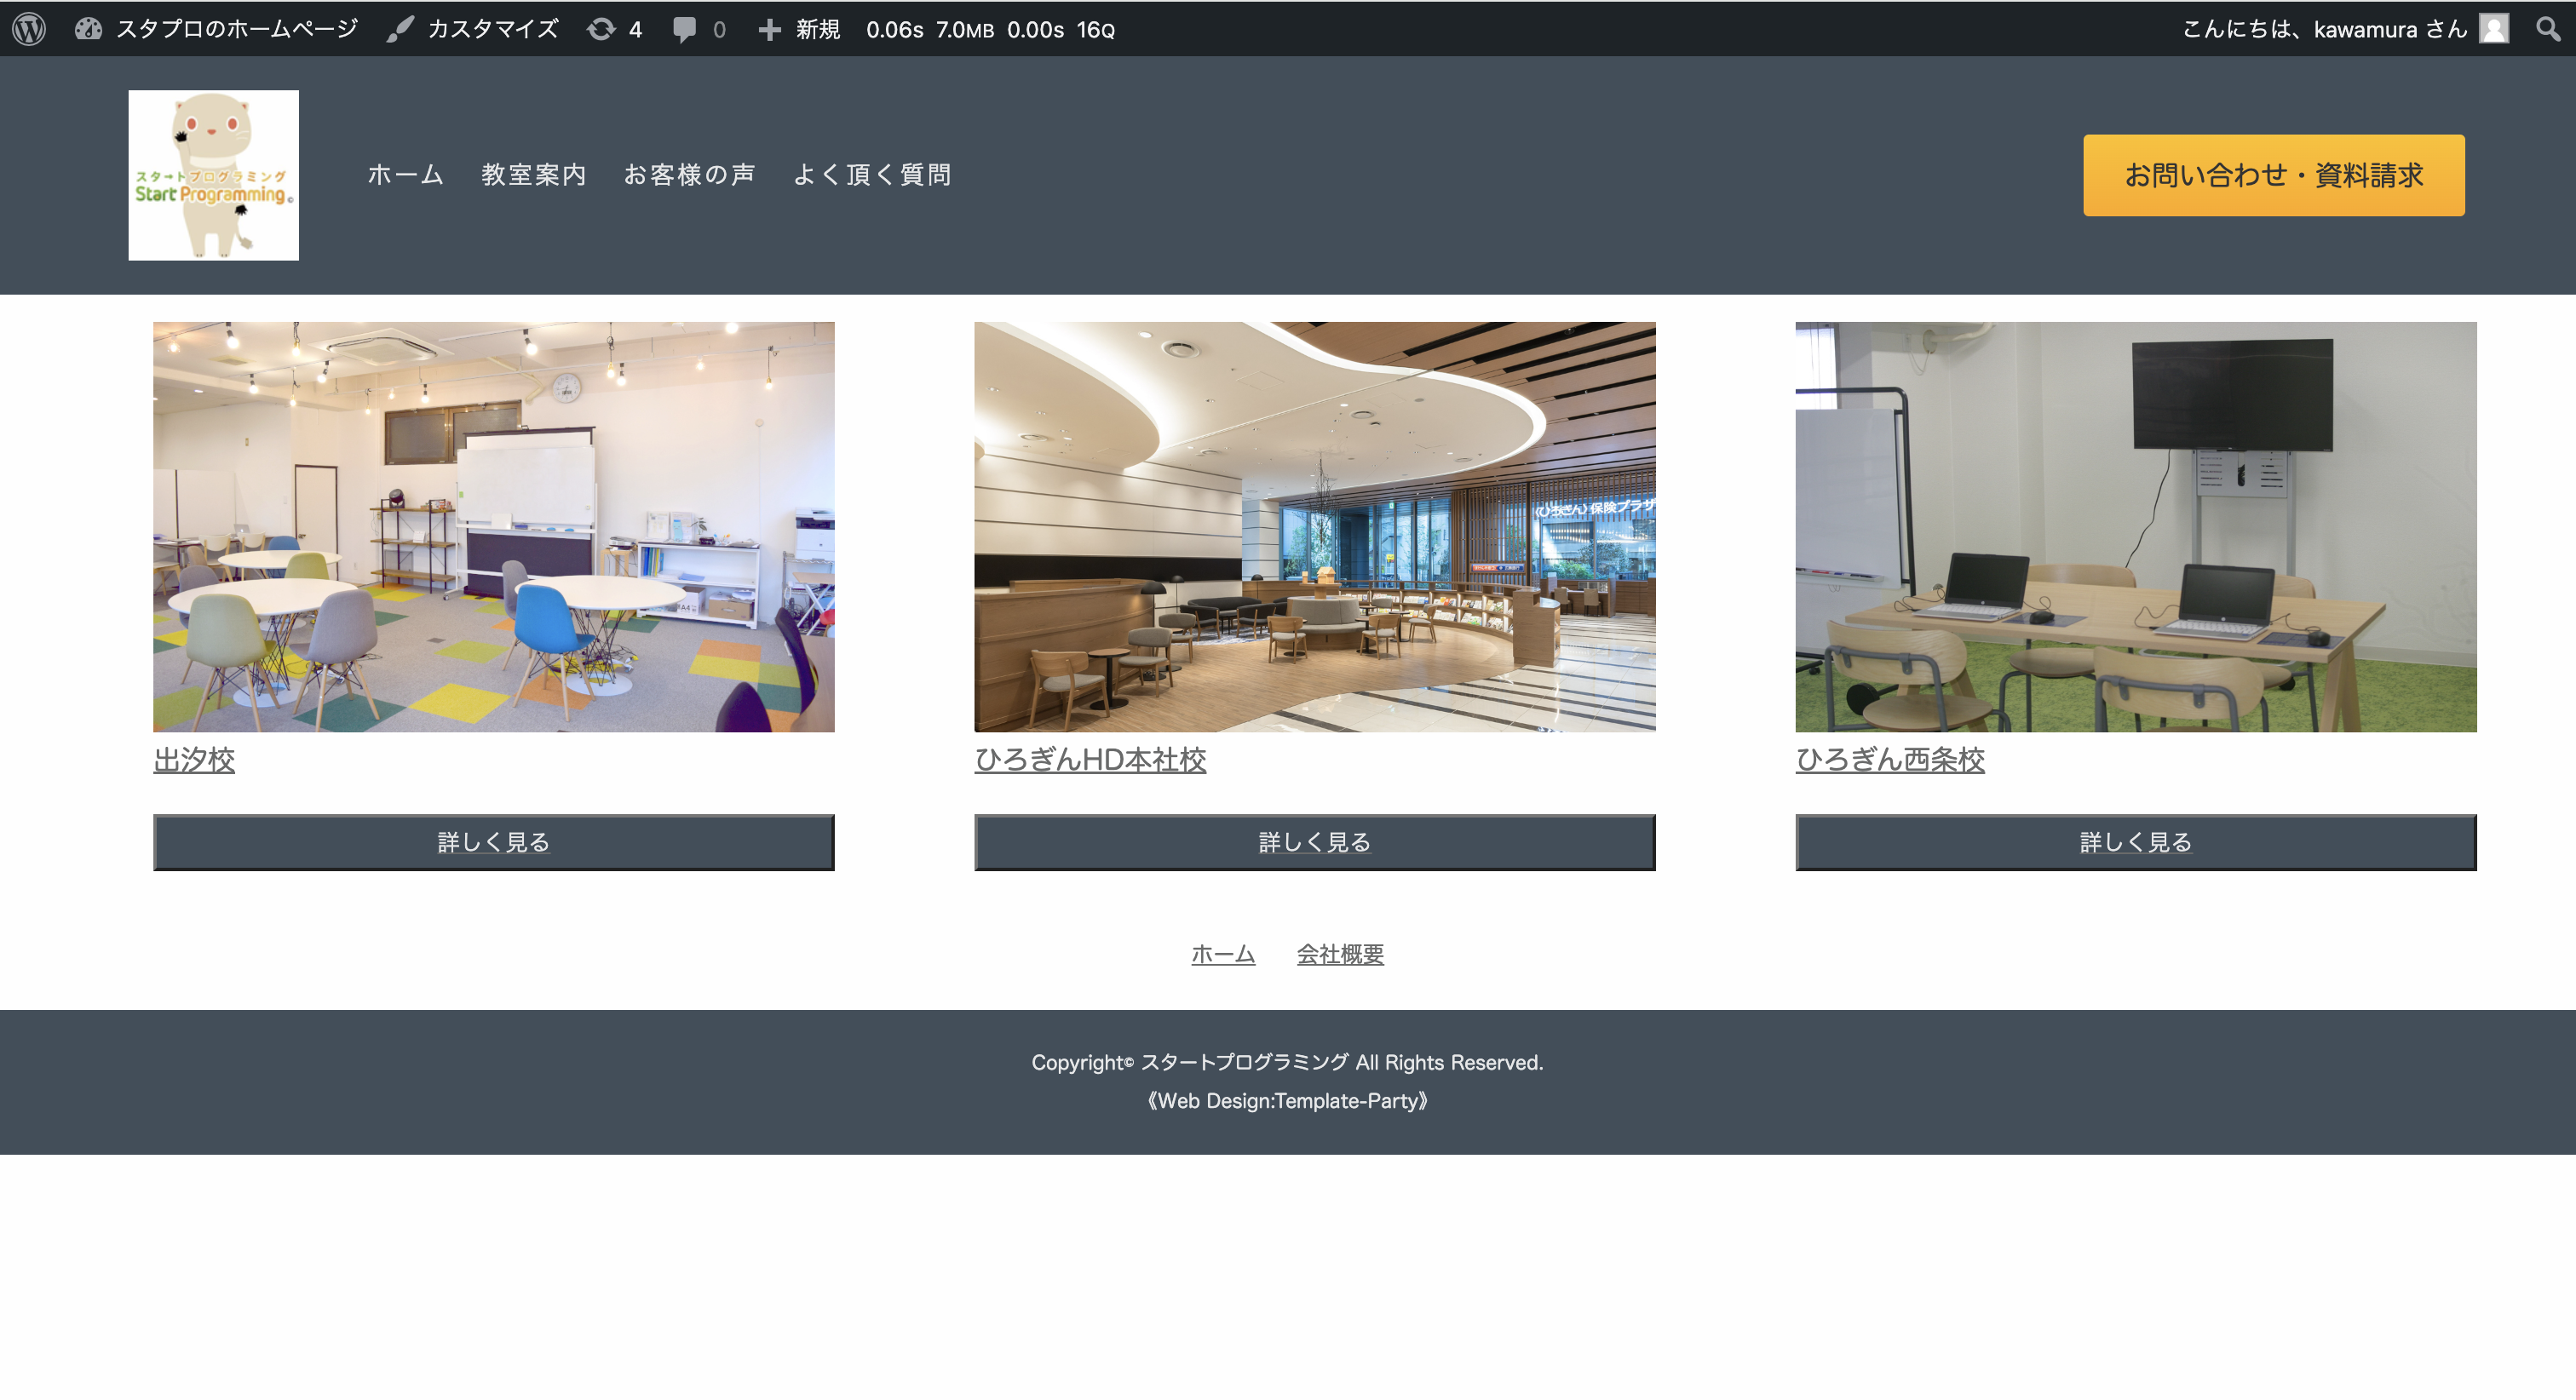 スタプロのホームページ カスタマイズ 4 0 新規 0.06s 7.0MB 0.00s 16Q こんにちは、kawamura さん
スタートプログラミング
Start Programming
ホーム 教室案内 お客様の声 よく頂く質問 お問い合わせ・資料請求
《ひろぎん》保険プラザ
A4
出汐校 ひろぎんHD本社校 ひろぎん西条校
詳しく見る 詳しく見る 詳しく見る
ホーム 会社概要
Copyright© スタートプログラミング All Rights Reserved.
《Web Design:Template-Party》